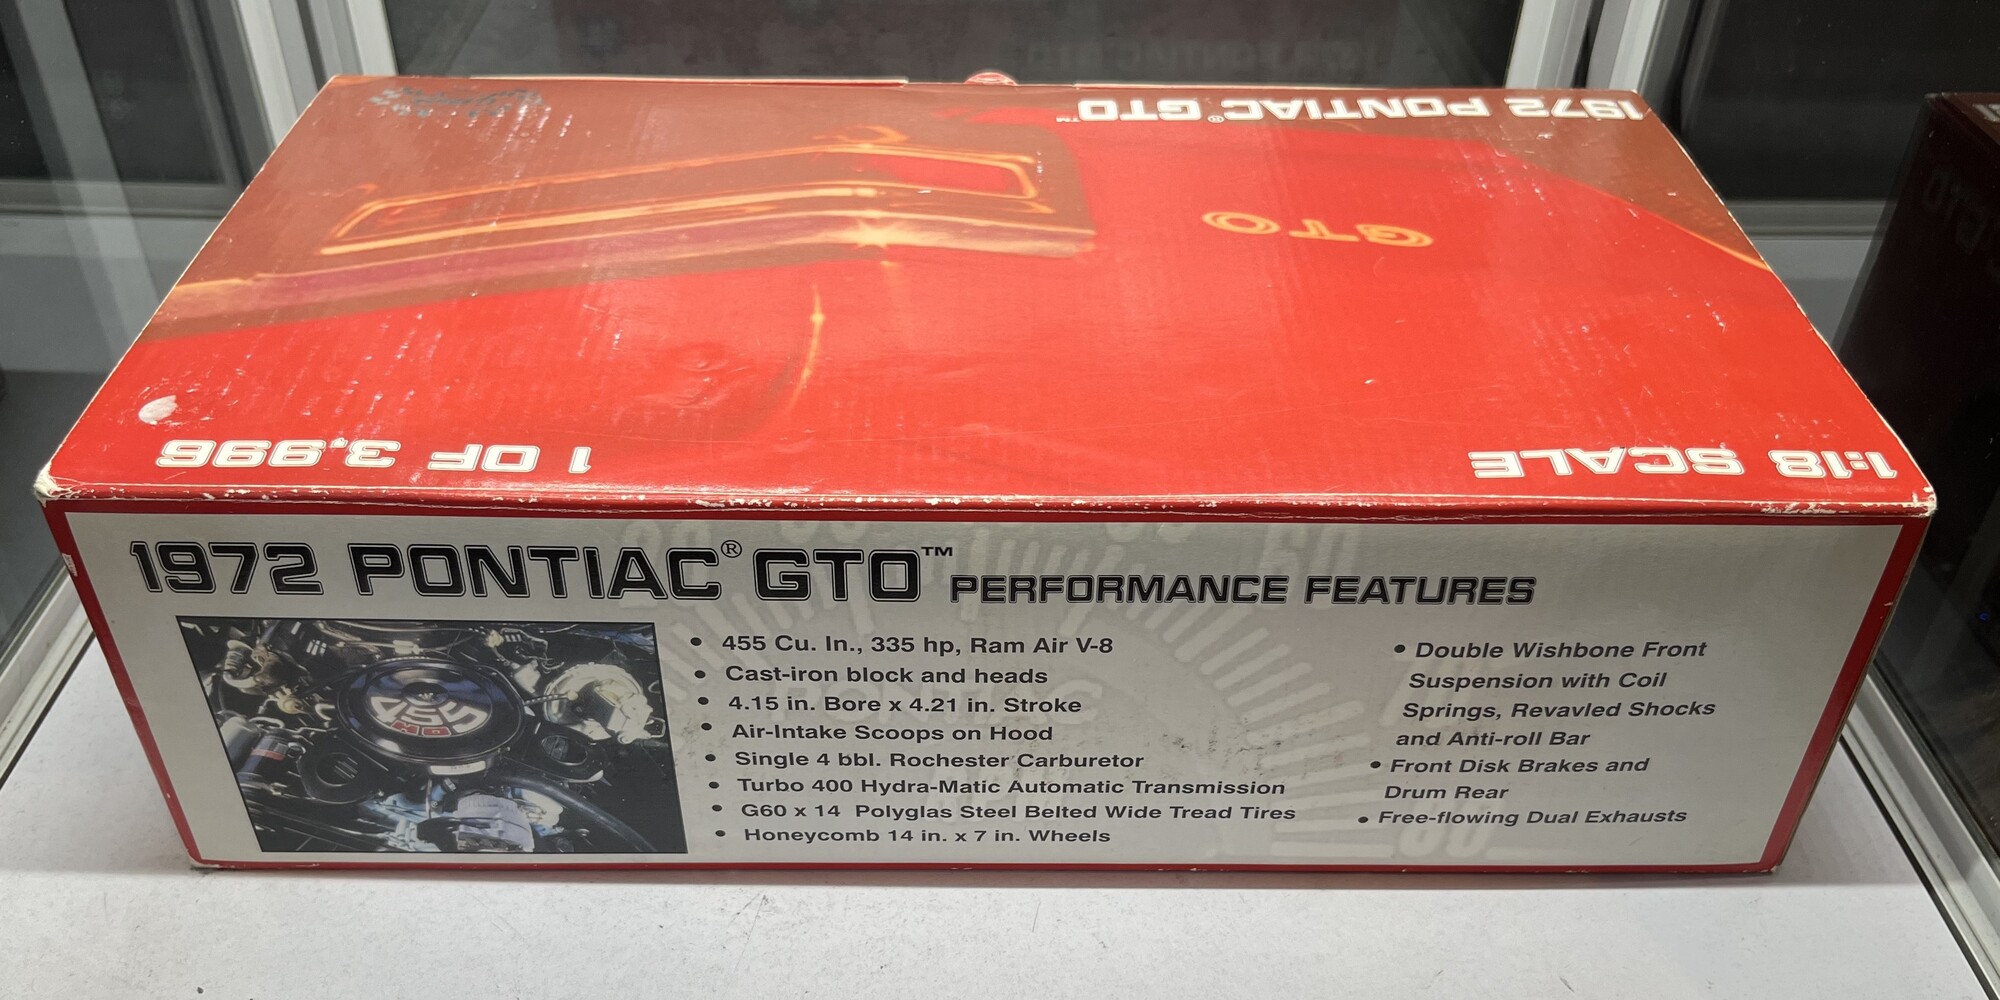 1972 PONTIAC® GTO™
GTO
1:18 SCALE
1 OF 3,996
1972 PONTIAC® GTO™ PERFORMANCE FEATURES
455
H.O.
• 455 Cu. In., 335 hp, Ram Air V-8
• Cast-iron block and heads
• 4.15 in. Bore x 4.21 in. Stroke
• Air-Intake Scoops on Hood
• Single 4 bbl. Rochester Carburetor
• Turbo 400 Hydra-Matic Automatic Transmission
• G60 x 14 Polyglas Steel Belted Wide Tread Tires
• Honeycomb 14 in. x 7 in. Wheels
• Double Wishbone Front
Suspension with Coil
Springs, Revavled Shocks
and Anti-roll Bar
• Front Disk Brakes and
Drum Rear
• Free-flowing Dual Exhausts
PONTIAC